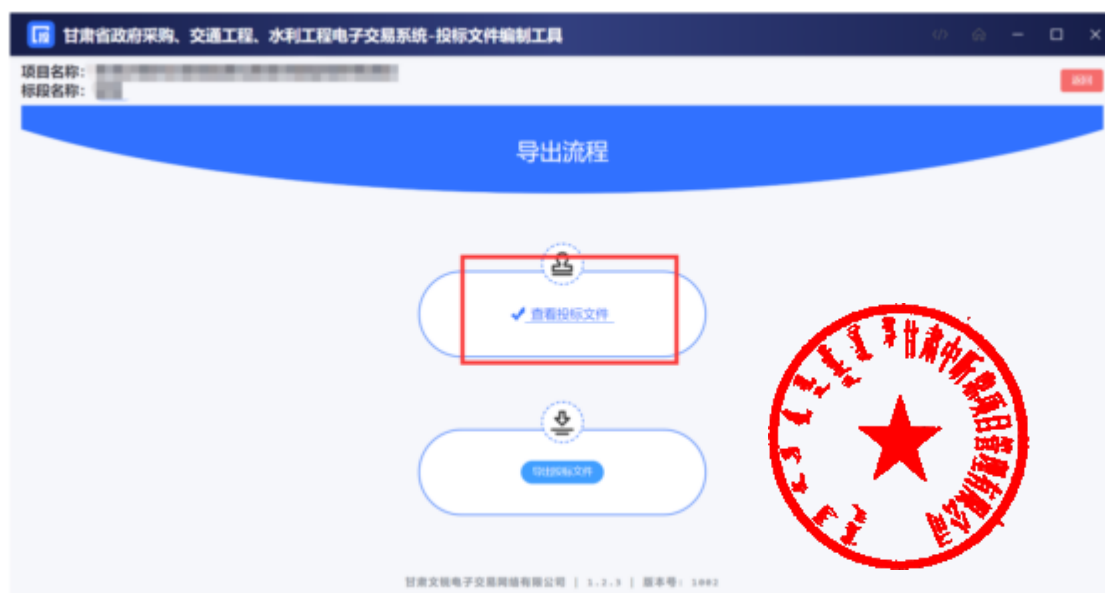 甘肃省政府采购、交通工程、水利工程电子交易系统-投标文件编制工具
项目名称：
标段名称：
返回
导出流程
查看投标文件
导出投标文件
甘肃文锐电子交易网络有限公司 | 1.2.3 | 版本号: 1002